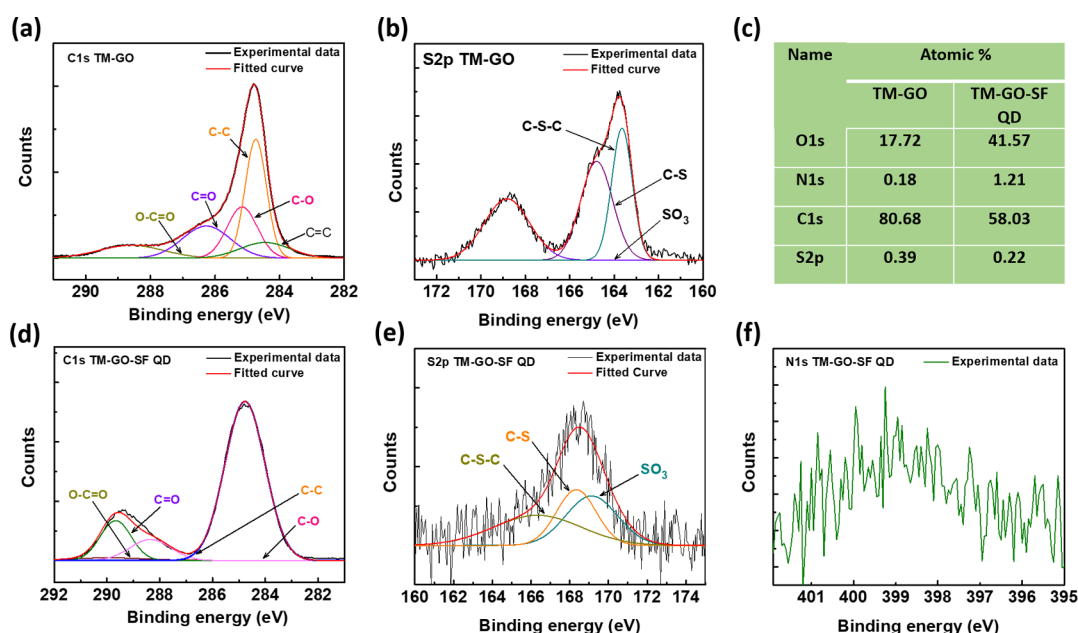 (a)
C1s TM-GO
Experimental data
Fitted curve
C-C
C=O
C-O
O-C=O
C=C
Counts
290 288 286 284 282
Binding energy (eV)
(b)
S2p TM-GO
Experimental data
Fitted curve
C-S-C
C-S
SO3
Counts
172 170 168 166 164 162 160
Binding energy (eV)
(c)
Name Atomic %
TM-GO TM-GO-SF
QD
O1s 17.72 41.57
N1s 0.18 1.21
C1s 80.68 58.03
S2p 0.39 0.22
(d)
C1s TM-GO-SF QD
Experimental data
Fitted curve
O-C=O
C=O
C-C
C-O
Counts
292 290 288 286 284 282
Binding energy (eV)
(e)
S2p TM-GO-SF QD
Experimental data
Fitted Curve
C-S
C-S-C
SO3
Counts
160 162 164 166 168 170 172 174
Binding energy (eV)
(f)
N1s TM-GO-SF QD
Experimental data
Counts
401 400 399 398 397 396 395
Binding energy (eV)